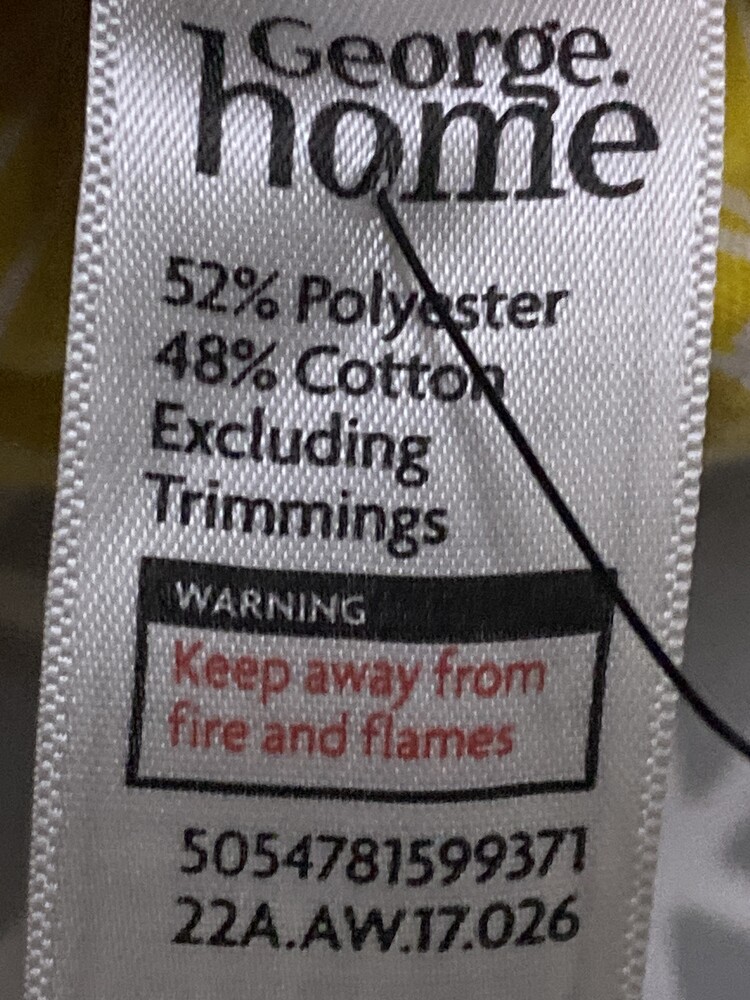 George.
home
52% Polyester
48% Cotton
Excluding
Trimmings
WARNING
Keep away from
fire and flames
5054781599371
22A.AW.17.026